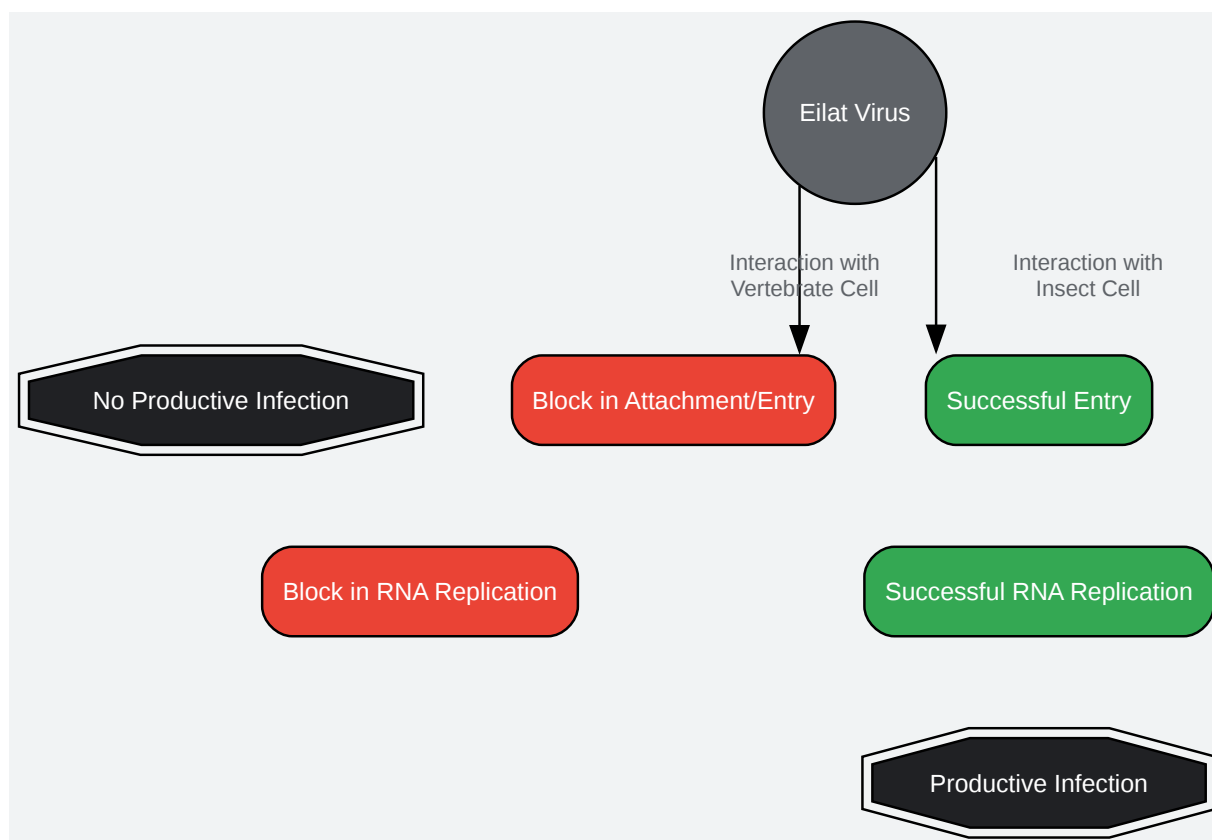 Eilat Virus
Interaction with
Vertebrate Cell
Interaction with
Insect Cell
No Productive Infection
Block in Attachment/Entry
Successful Entry
Block in RNA Replication
Successful RNA Replication
Productive Infection